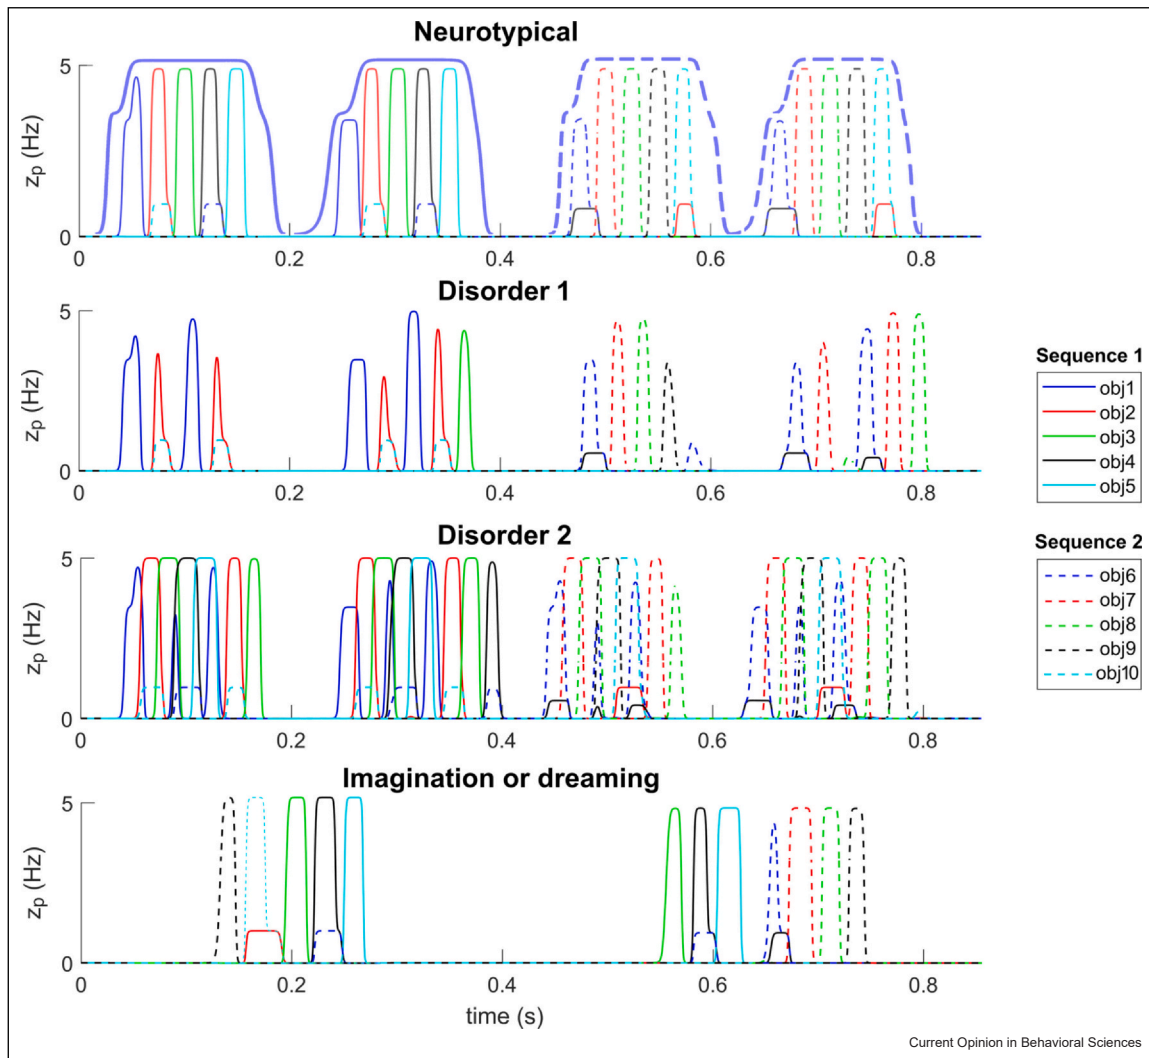 Neurotypical
5
z_p (Hz)
0
0 0.2 0.4 0.6 0.8
Disorder 1
5
z_p (Hz)
0
0 0.2 0.4 0.6 0.8
Sequence 1
obj1
obj2
obj3
obj4
obj5
Disorder 2
5
z_p (Hz)
0
0 0.2 0.4 0.6 0.8
Sequence 2
obj6
obj7
obj8
obj9
obj10
Imagination or dreaming
5
z_p (Hz)
0
0 0.2 0.4 0.6 0.8
time (s)
Current Opinion in Behavioral Sciences